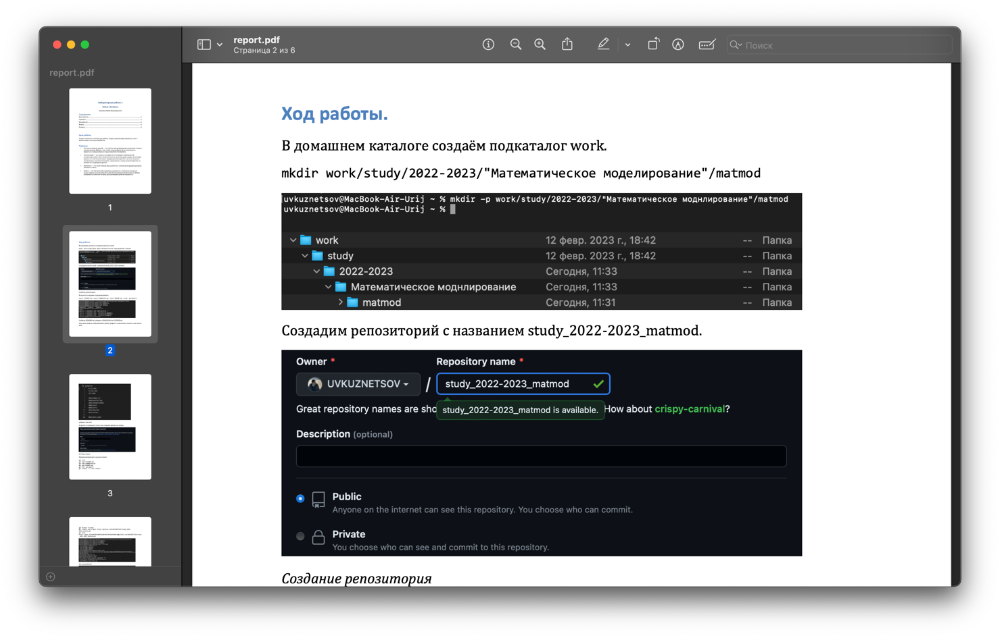 report.pdf
Страница 2 из 6
Поиск
report.pdf
1
2
3
Ход работы.
В домашнем каталоге создаём подкаталог work.
mkdir work/study/2022-2023/"Математическое моделирование"/matmod
[uvkuznetsov@MacBook-Air-Urij ~ % mkdir -p work/study/2022-2023/"Математическое моднлирование"/matmod
uvkuznetsov@MacBook-Air-Urij ~ %
work 12 февр. 2023 г., 18:42 -- Папка
study 12 февр. 2023 г., 18:42 -- Папка
2022-2023 Сегодня, 11:33 -- Папка
Математическое моднлирование Сегодня, 11:33 -- Папка
matmod Сегодня, 11:31 -- Папка
Создадим репозиторий с названием study_2022-2023_matmod.
Owner * Repository name *
UVKUZNETSOV / study_2022-2023_matmod
Great repository names are sho study_2022-2023_matmod is available. How about crispy-carnival?
Description (optional)
Public
Anyone on the internet can see this repository. You choose who can commit.
Private
You choose who can see and commit to this repository.
Создание репозитория